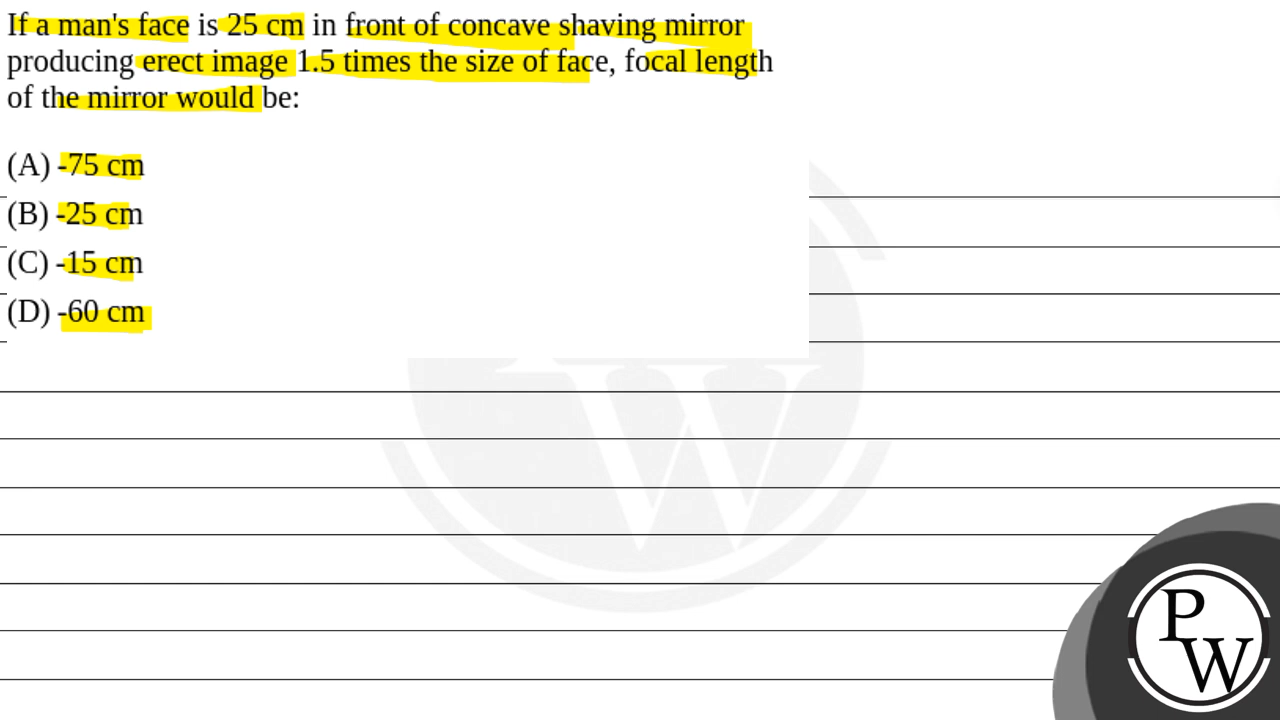 If a man's face is 25 cm in front of concave shaving mirror
producing erect image 1.5 times the size of face, focal length
of the mirror would be:
(A) -75 cm
(B) -25 cm
(C) -15 cm
(D) -60 cm
W
P
W